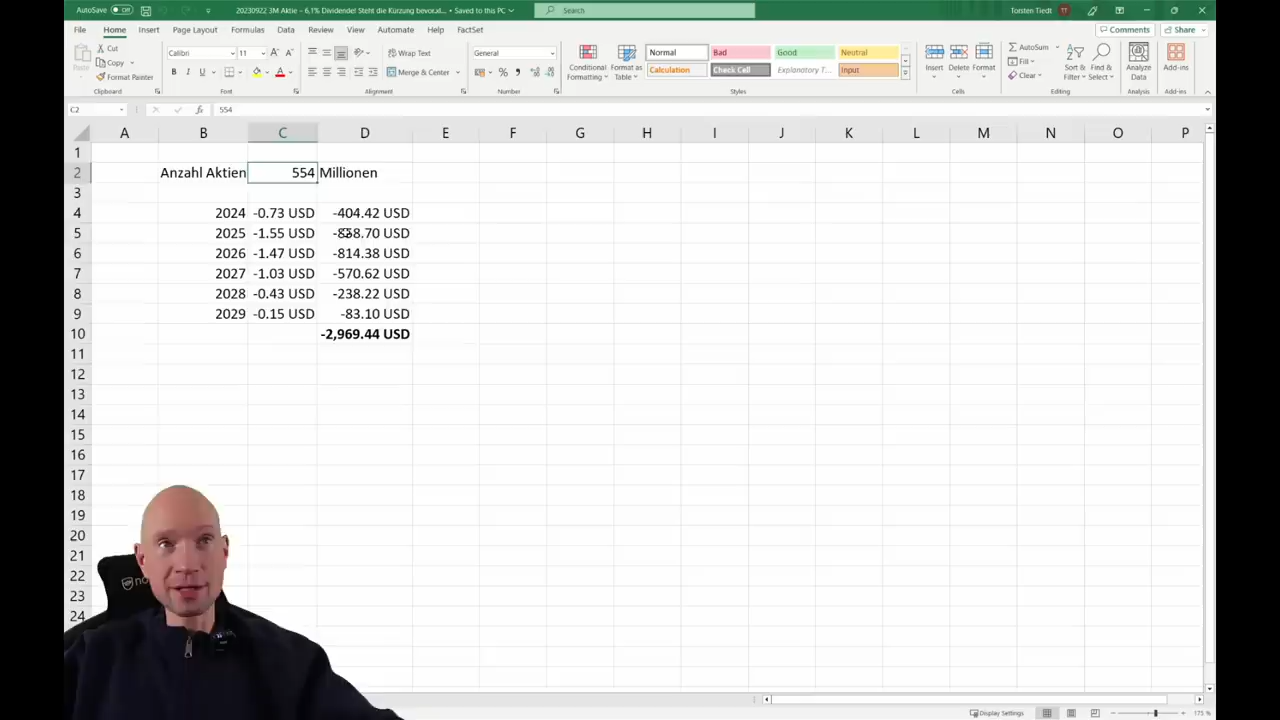 AutoSave Off 20230922 3M Aktie – 6,1% Dividende! Steht die Kürzung bevor.al... • Saved to this PC Search Torsten Tiedt TT
File Home Insert Page Layout Formulas Data Review View Automate Help FactSet Comments Share
Paste Cut Copy Format Painter
Calibri 11
B I U
Wrap Text
Merge & Center
General
Conditional Formatting Format as Table
Normal Bad Good Neutral
Calculation Check Cell Explanatory T... Input
Insert Delete Format
AutoSum Fill Clear
Sort & Filter Find & Select
Analyze Data
Add-ins
Clipboard Font Alignment Number Styles Cells Editing Analysis Add-ins
C2 fx 554
A B C D E F G H I J K L M N O P
1
2 Anzahl Aktien 554 Millionen
3
4 2024 -0.73 USD -404.42 USD
5 2025 -1.55 USD -858.70 USD
6 2026 -1.47 USD -814.38 USD
7 2027 -1.03 USD -570.62 USD
8 2028 -0.43 USD -238.22 USD
9 2029 -0.15 USD -83.10 USD
10 -2,969.44 USD
11
12
13
14
15
16
17
18
19
20
21
22
23
24
Display Settings 175 %